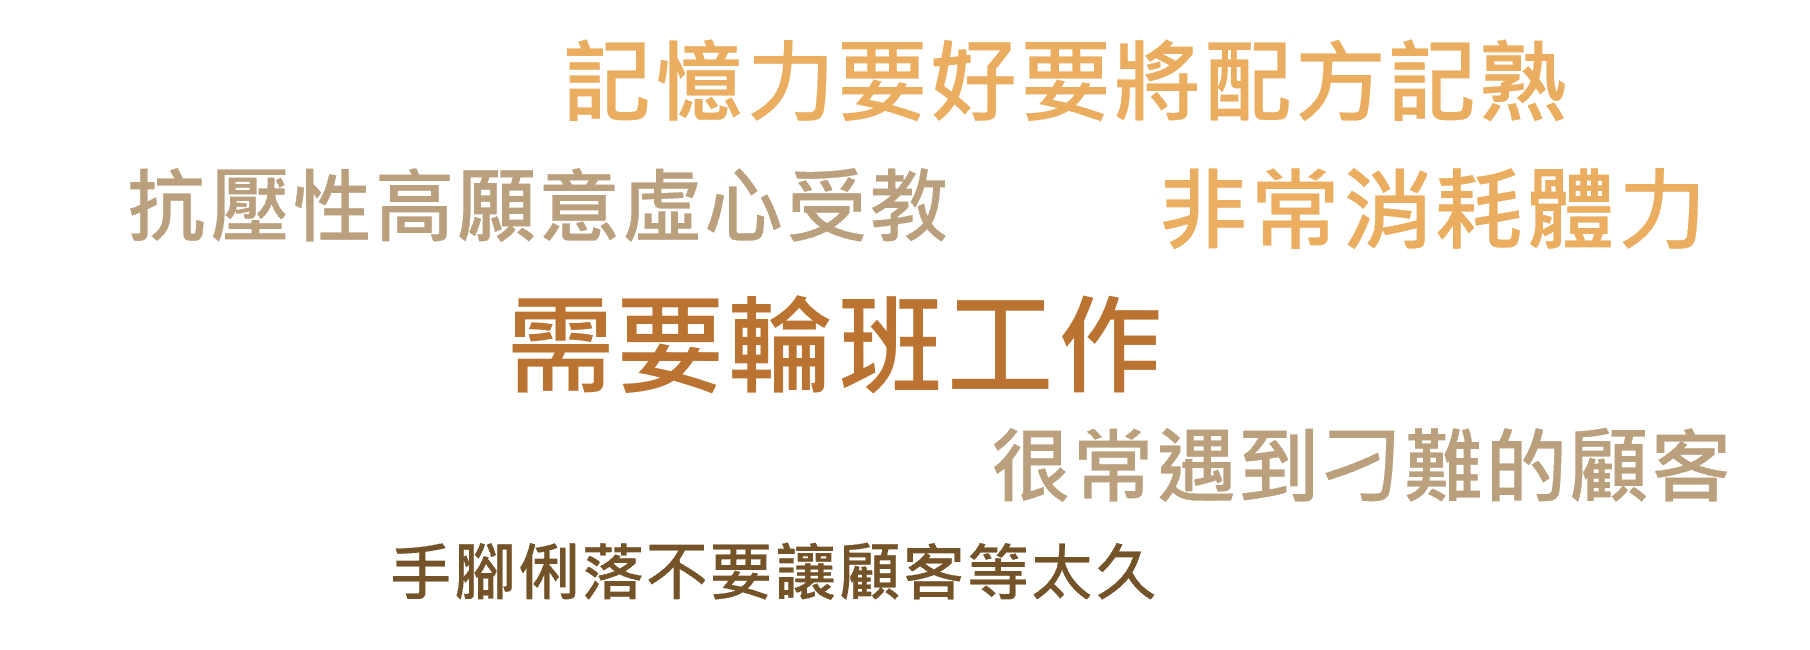 記憶力要好要將配方記熟
抗壓性高願意虛心受教
非常消耗體力
需要輪班工作
很常遇到刁難的顧客
手腳俐落不要讓顧客等太久